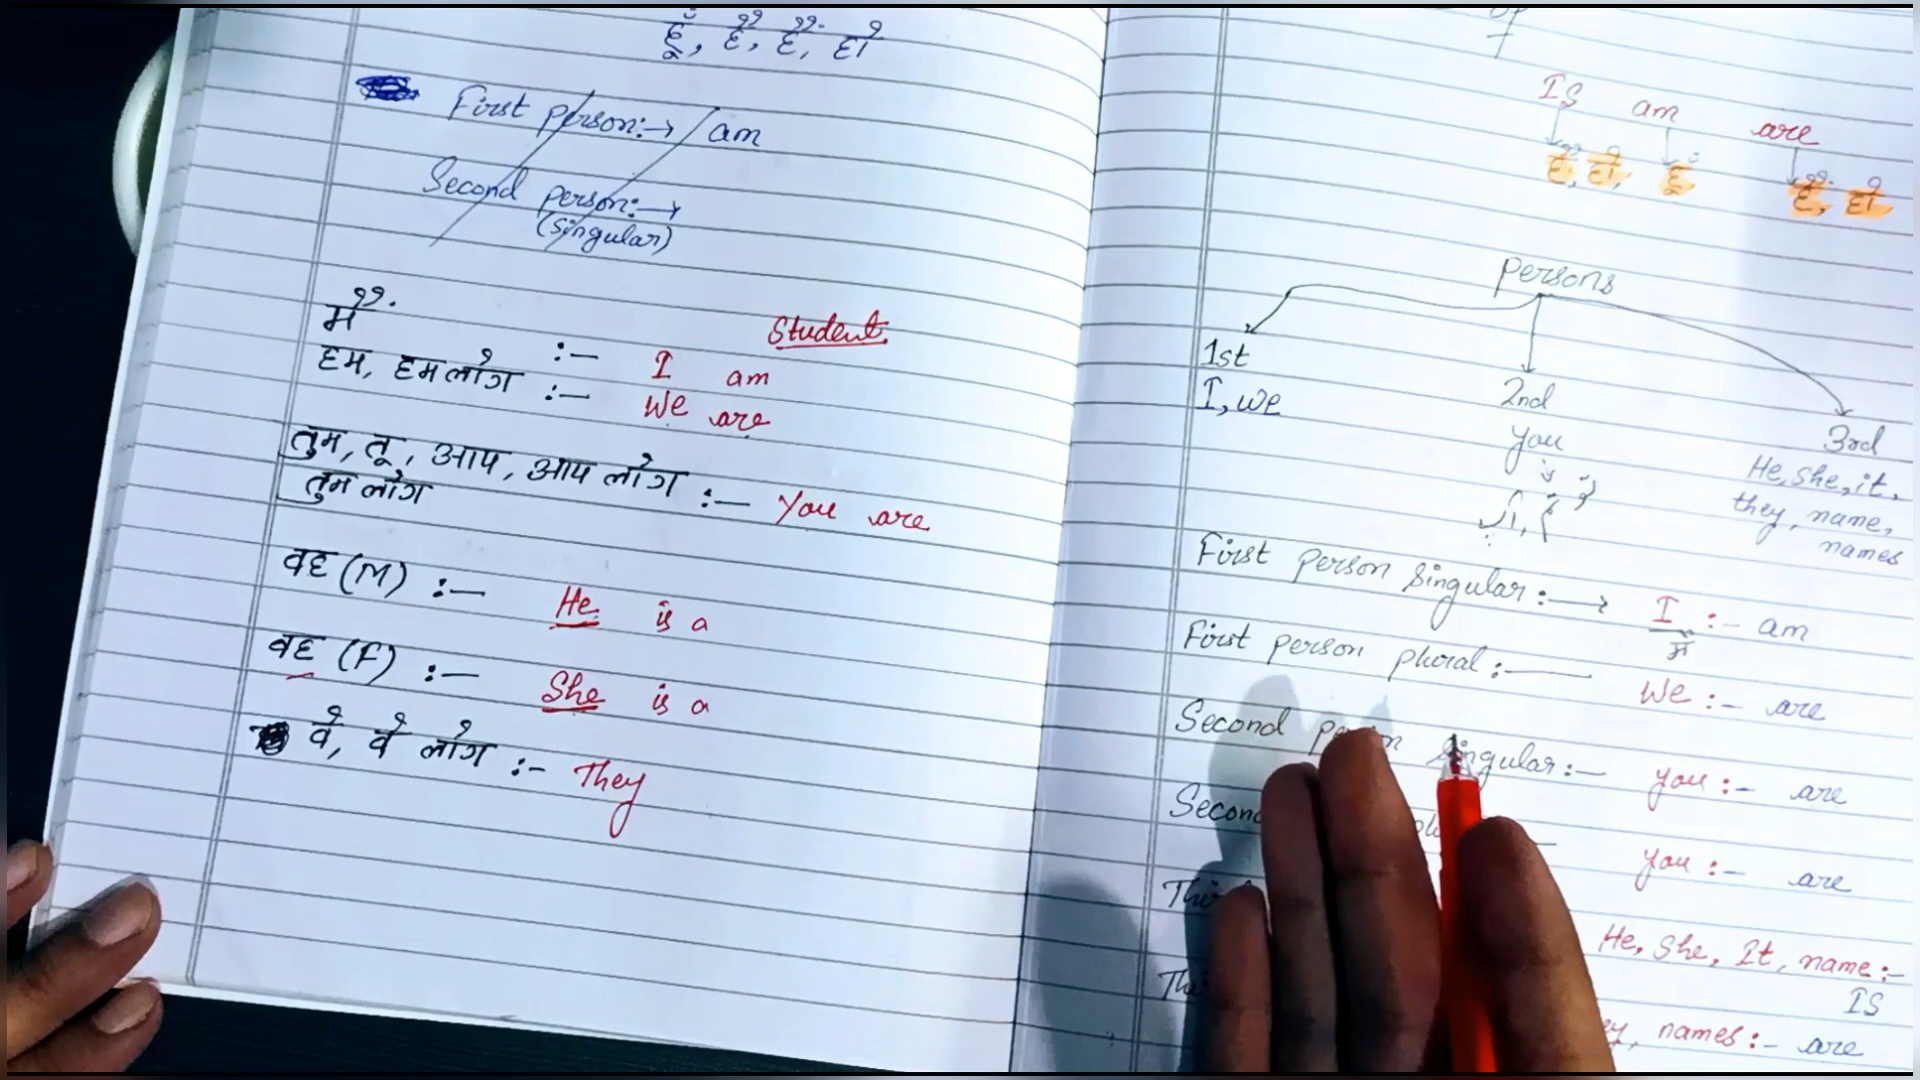 हूँ, है, हैं, हो
First person:→ am
Second person:→
(Singular)
Student
मैं :- I am
हम, हम लोग :- We are
तुम, तू, आप, आप लोग
तुम लोग :- You are
वह (M) :- He is a
वह (F) :- She is a
वे, वे लोग :- They
Is am are
है, हो, हूँ हैं, हो
Persons
1st 2nd 3rd
I, we
you
He, she, it,
they, name,
names
First person Singular:→ I :- am
मैं
First person plural:— We :- are
Second person singular:— you :- are
Second you :- are
He, She, It, name:-
IS
names:- are